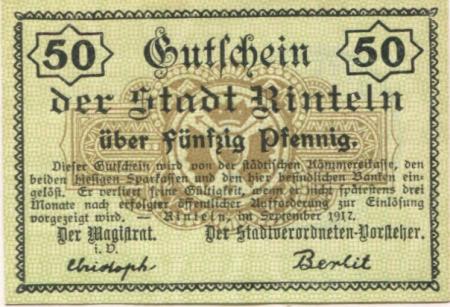 50 Gutschein 50
der Stadt Rinteln
über fünfzig Pfennig.
Dieser Gutschein wird von der städtischen Kämmereikasse, den
beiden hiesigen Sparkassen und den hier befindlichen Banken ein-
gelöst. Er verliert seine Gültigkeit, wenn er nicht spätestens drei
Monate nach erfolgter öffentlicher Aufforderung zur Einlösung
vorgezeigt wird. — Rinteln, im September 1917.
Der Magistrat. Der Stadtverordneten-Vorsteher.
i. V.
Christoph Berlit